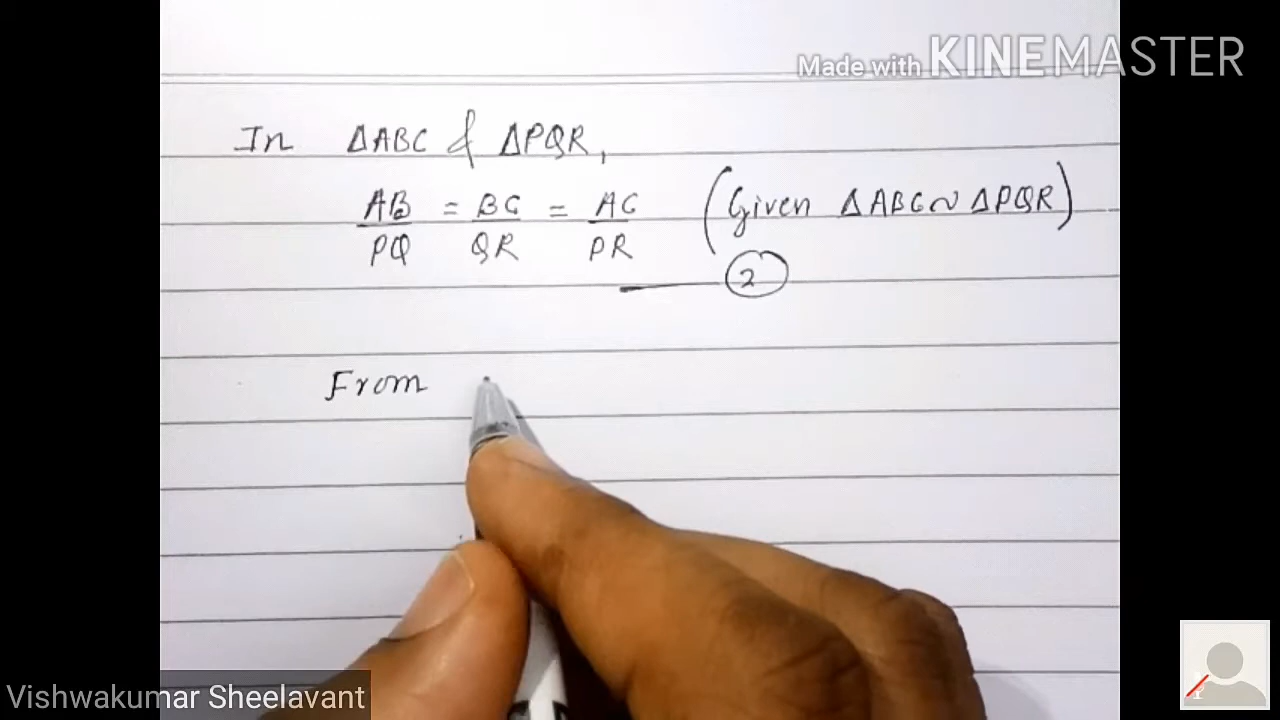 Made with KINEMASTER
In ΔABC & ΔPQR,
AB/PQ = BC/QR = AC/PR (Given ΔABC ~ ΔPQR)
2
From
Vishwakumar Sheelavant